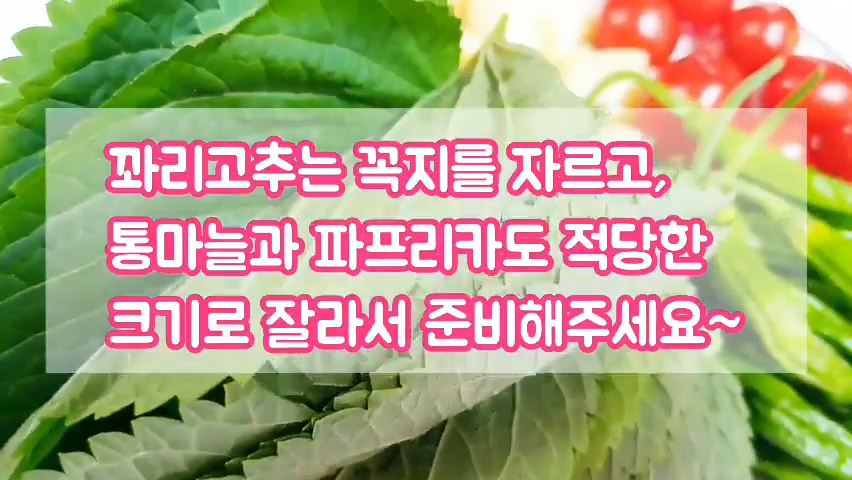 꽈리고추는 꼭지를 자르고,
통마늘과 파프리카도 적당한
크기로 잘라서 준비해주세요~